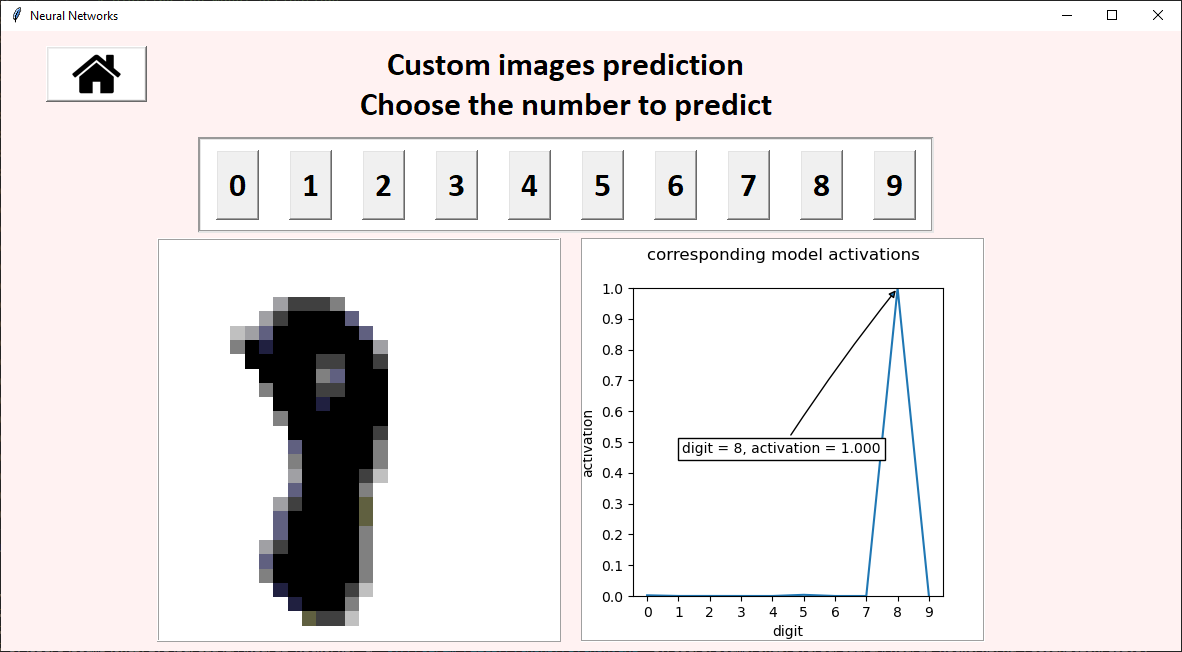 Neural Networks
Custom images prediction
Choose the number to predict
0 1 2 3 4 5 6 7 8 9
corresponding model activations
1.0
0.9
0.8
0.7
0.6
0.5
0.4
0.3
0.2
0.1
0.0
activation
digit = 8, activation = 1.000
0 1 2 3 4 5 6 7 8 9
digit